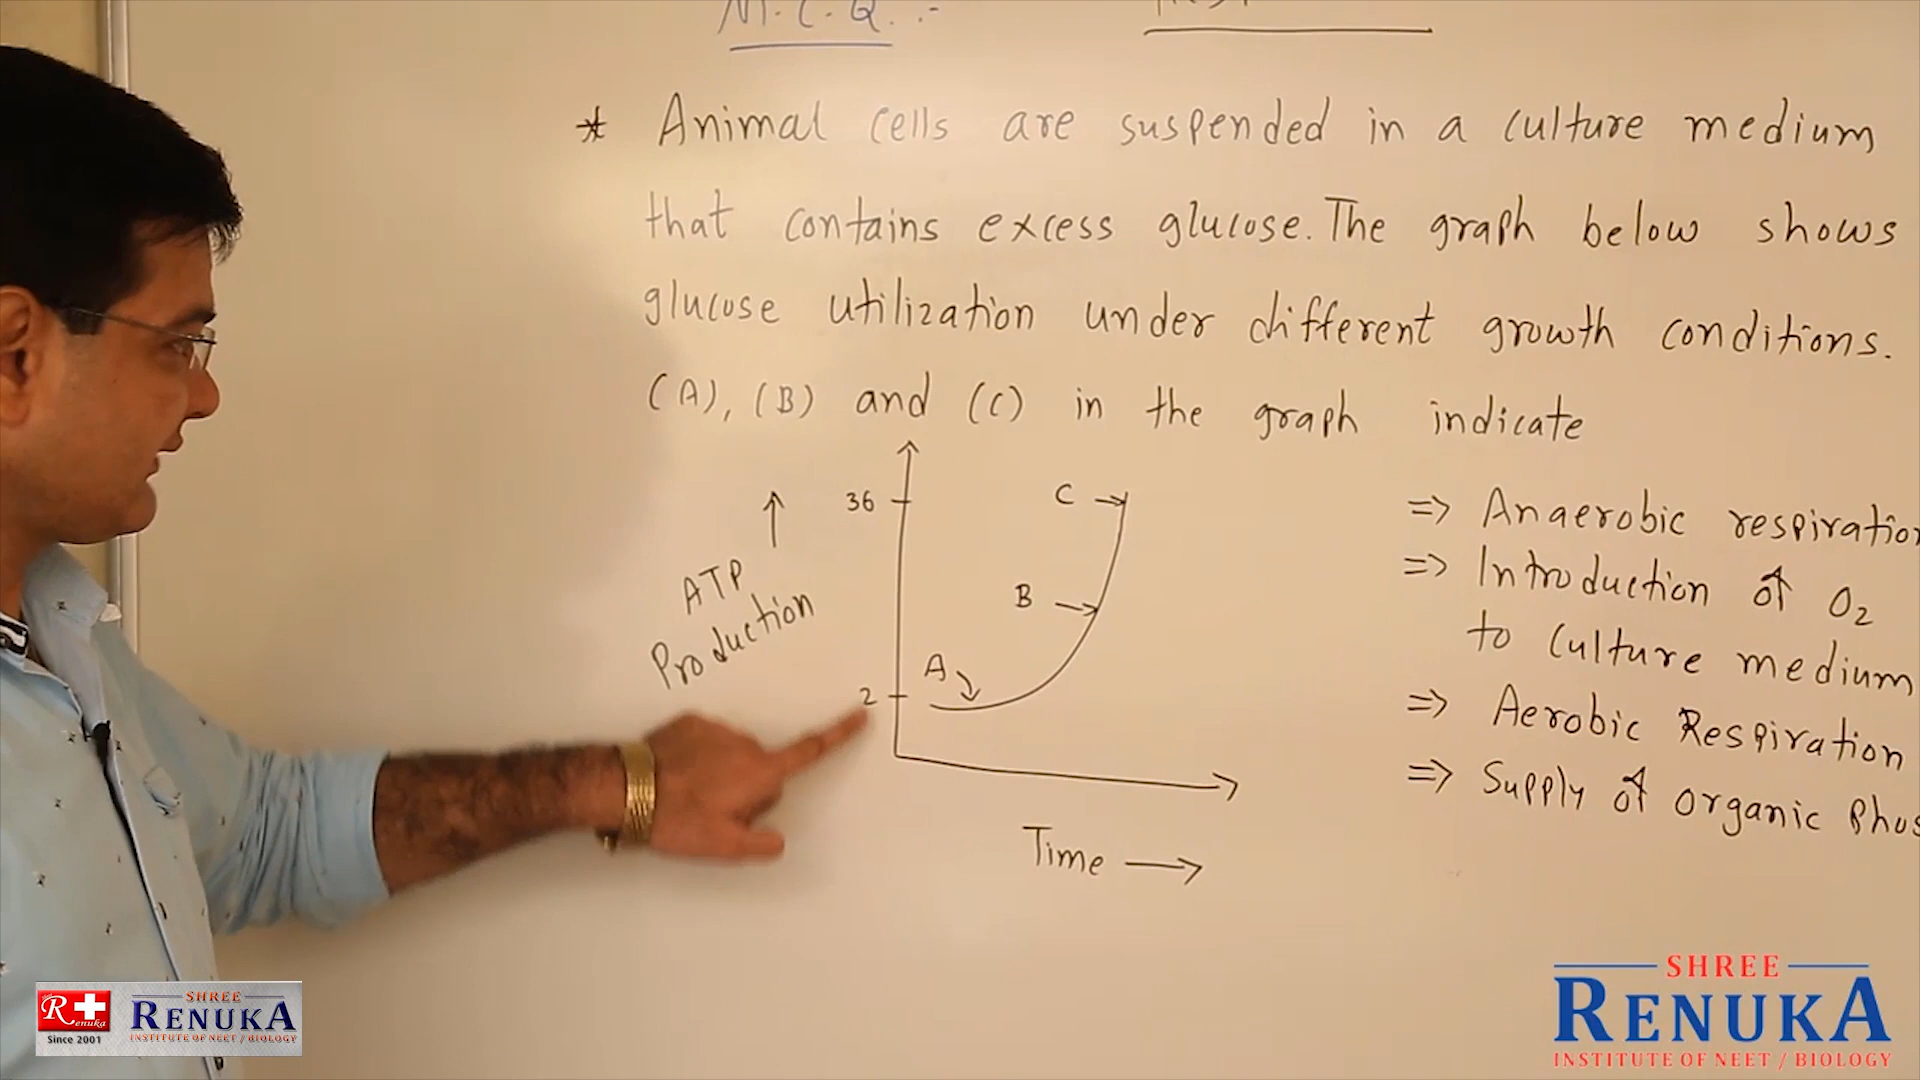 M.C.Q. :-
* Animal cells are suspended in a culture medium
that contains excess glucose. The graph below shows
glucose utilization under different growth conditions.
(A), (B) and (C) in the graph indicate
36
C
B
A
2
ATP
Production
Time
=> Anaerobic respiration
=> Introduction of O2
to culture medium
=> Aerobic Respiration
=> Supply of organic Phos
SHREE
RENUKA
INSTITUTE OF NEET / BIOLOGY
R
Renuka
Since 2001
SHREE
RENUKA
INSTITUTE OF NEET / BIOLOGY